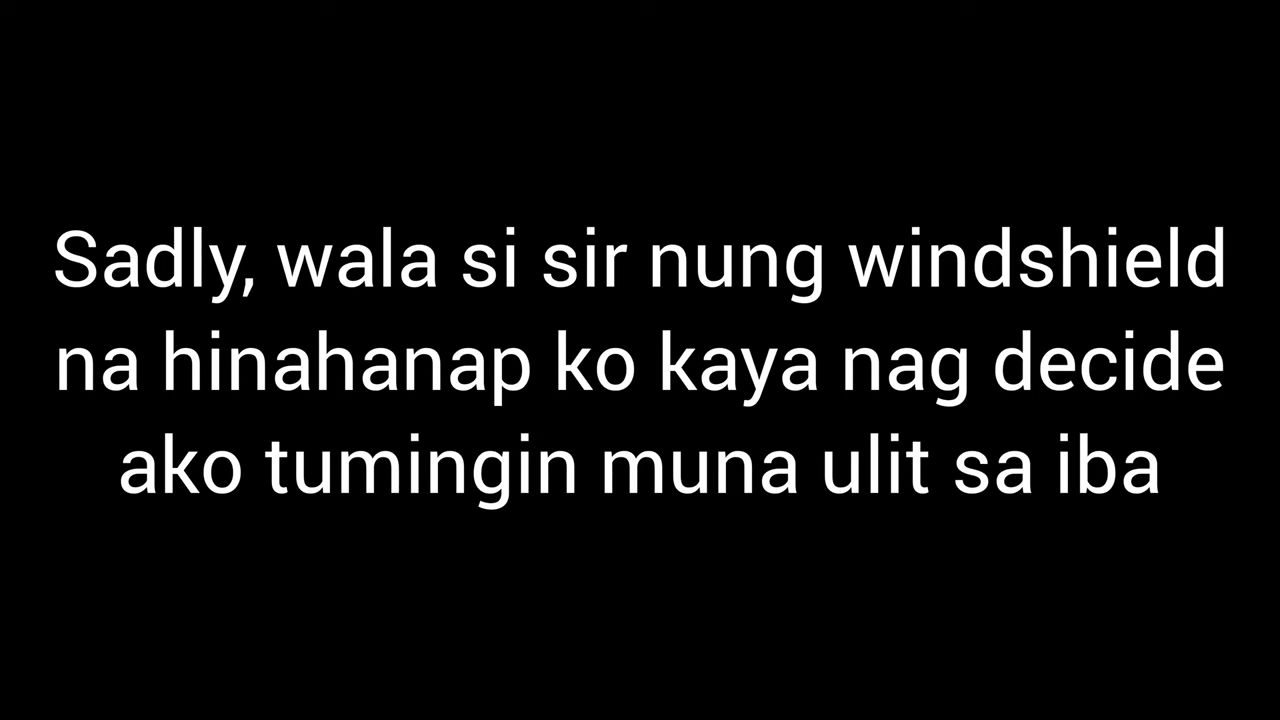 Sadly, wala si sir nung windshield
na hinahanap ko kaya nag decide
ako tumingin muna ulit sa iba